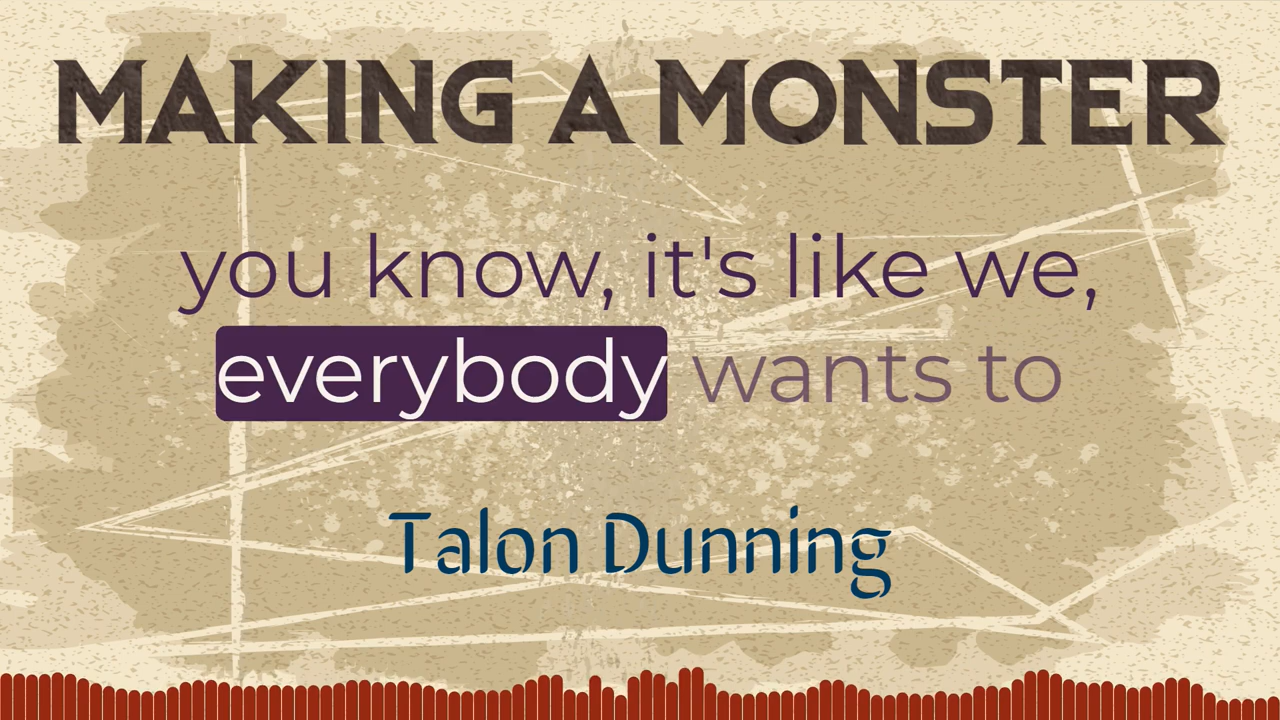 MAKING A MONSTER
you know, it's like we,
everybody wants to
Talon Dunning